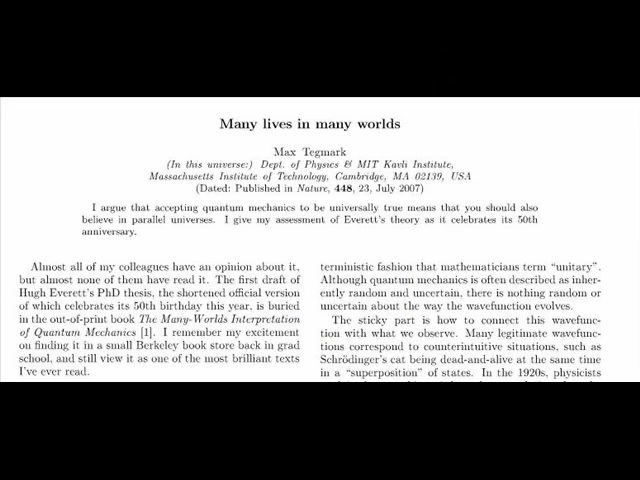 Many lives in many worlds
Max Tegmark
(In this universe:) Dept. of Physics & MIT Kavli Institute,
Massachusetts Institute of Technology, Cambridge, MA 02139, USA
(Dated: Published in Nature, 448, 23, July 2007)
I argue that accepting quantum mechanics to be universally true means that you should also
believe in parallel universes. I give my assessment of Everett's theory as it celebrates its 50th
anniversary.
Almost all of my colleagues have an opinion about it,
but almost none of them have read it. The first draft of
Hugh Everett's PhD thesis, the shortened official version
of which celebrates its 50th birthday this year, is buried
in the out-of-print book The Many-Worlds Interpretation
of Quantum Mechanics [1]. I remember my excitement
on finding it in a small Berkeley book store back in grad
school, and still view it as one of the most brilliant texts
I've ever read.
terministic fashion that mathematicians term "unitary".
Although quantum mechanics is often described as inher-
ently random and uncertain, there is nothing random or
uncertain about the way the wavefunction evolves.
The sticky part is how to connect this wavefunc-
tion with what we observe. Many legitimate wavefunc-
tions correspond to counterintuitive situations, such as
Schrödinger's cat being dead-and-alive at the same time
in a "superposition" of states. In the 1920s, physicists